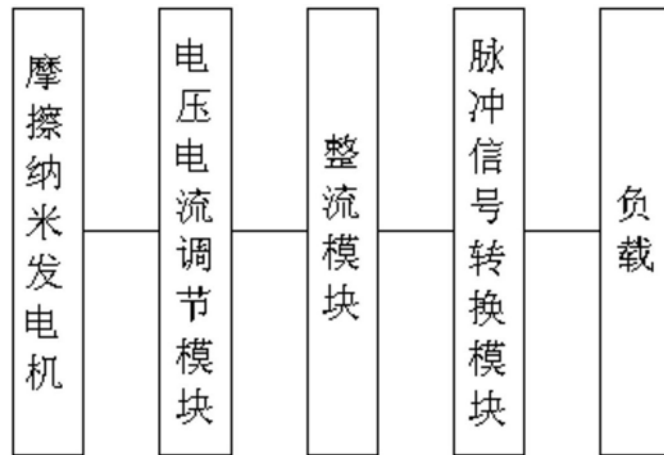 摩擦纳米发电机
电压电流调节模块
整流模块
脉冲信号转换模块
负载